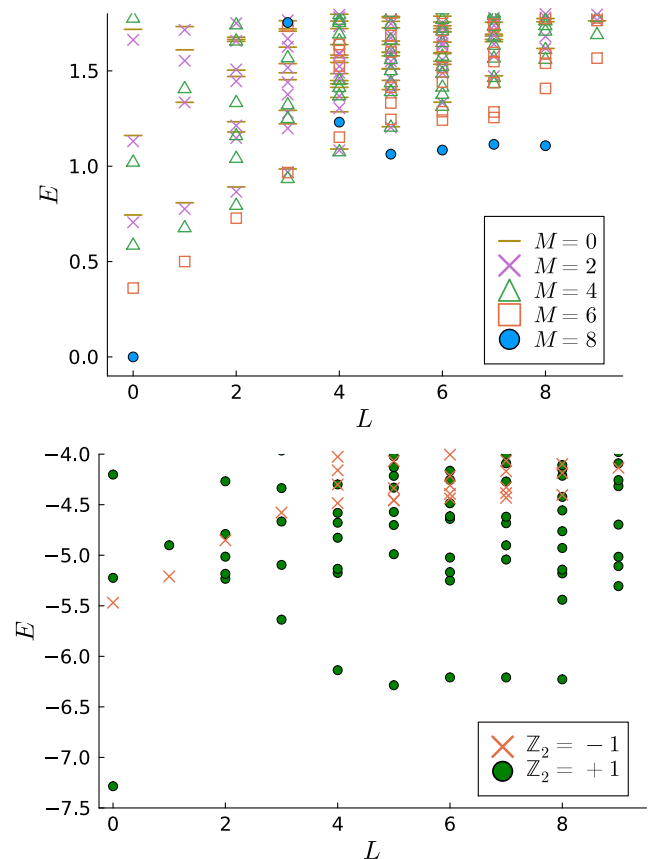 1.5
1.0
0.5
0.0
E
0
2
4
6
8
L
M = 0
M = 2
M = 4
M = 6
M = 8
−4.0
−4.5
−5.0
−5.5
−6.0
−6.5
−7.0
−7.5
E
0
2
4
6
8
L
ℤ₂ = − 1
ℤ₂ = + 1